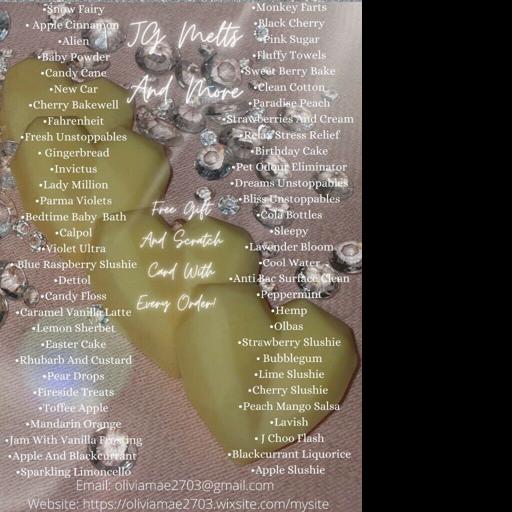 •Snow Fairy
• Apple Cinnamon
•Alien
•Baby Powder
•Candy Cane
•New Car
•Cherry Bakewell
•Fahrenheit
•Fresh Unstoppables
• Gingerbread
•Invictus
•Lady Million
•Parma Violets
•Bedtime Baby Bath
•Calpol
•Violet Ultra
Blue Raspberry Slushie
•Dettol
•Candy Floss
•Caramel Vanilla Latte
•Lemon Sherbet
•Easter Cake
•Rhubarb And Custard
•Pear Drops
•Fireside Treats
•Toffee Apple
•Mandarin Orange
•Jam With Vanilla Frosting
•Apple And Blackcurrant
•Sparkling Limoncello
JG Melts
And More
Free Gift
And Scratch
Card With
Every Order!
•Monkey Farts
•Black Cherry
•Pink Sugar
•Fluffy Towels
•Sweet Berry Bake
•Clean Cotton
•Paradise Peach
•Strawberries And Cream
•Relax Stress Relief
•Birthday Cake
•Pet Odour Eliminator
•Dreams Unstoppables
•Bliss Unstoppables
•Cola Bottles
•Sleepy
•Lavender Bloom
•Cool Water
•Anti Bac Surface Clean
•Peppermint
•Hemp
•Olbas
•Strawberry Slushie
• Bubblegum
•Lime Slushie
•Cherry Slushie
•Peach Mango Salsa
•Lavish
• J Choo Flash
•Blackcurrant Liquorice
•Apple Slushie
Email: oliviamae2703@gmail.com
Website: https://oliviamae2703.wixsite.com/mysite